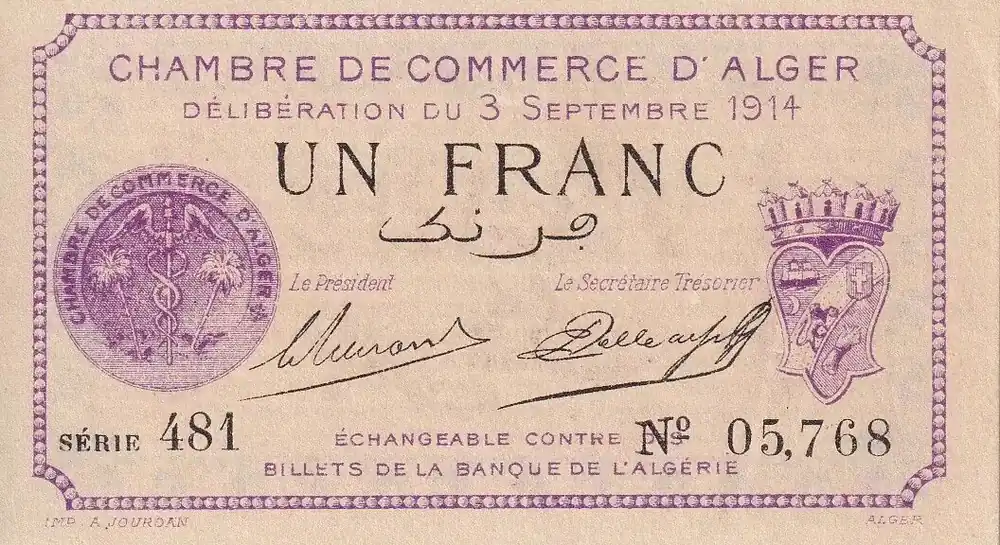 CHAMBRE DE COMMERCE D'ALGER
DÉLIBÉRATION DU 3 SEPTEMBRE 1914
UN FRANC
فرنك
CHAMBRE DE COMMERCE D'ALGER
Le Président
Le Secrétaire Trésorier
SÉRIE 481
ÉCHANGEABLE CONTRE DES
Nº 05,768
BILLETS DE LA BANQUE DE L'ALGÉRIE
IMP. A. JOURDAN
ALGER